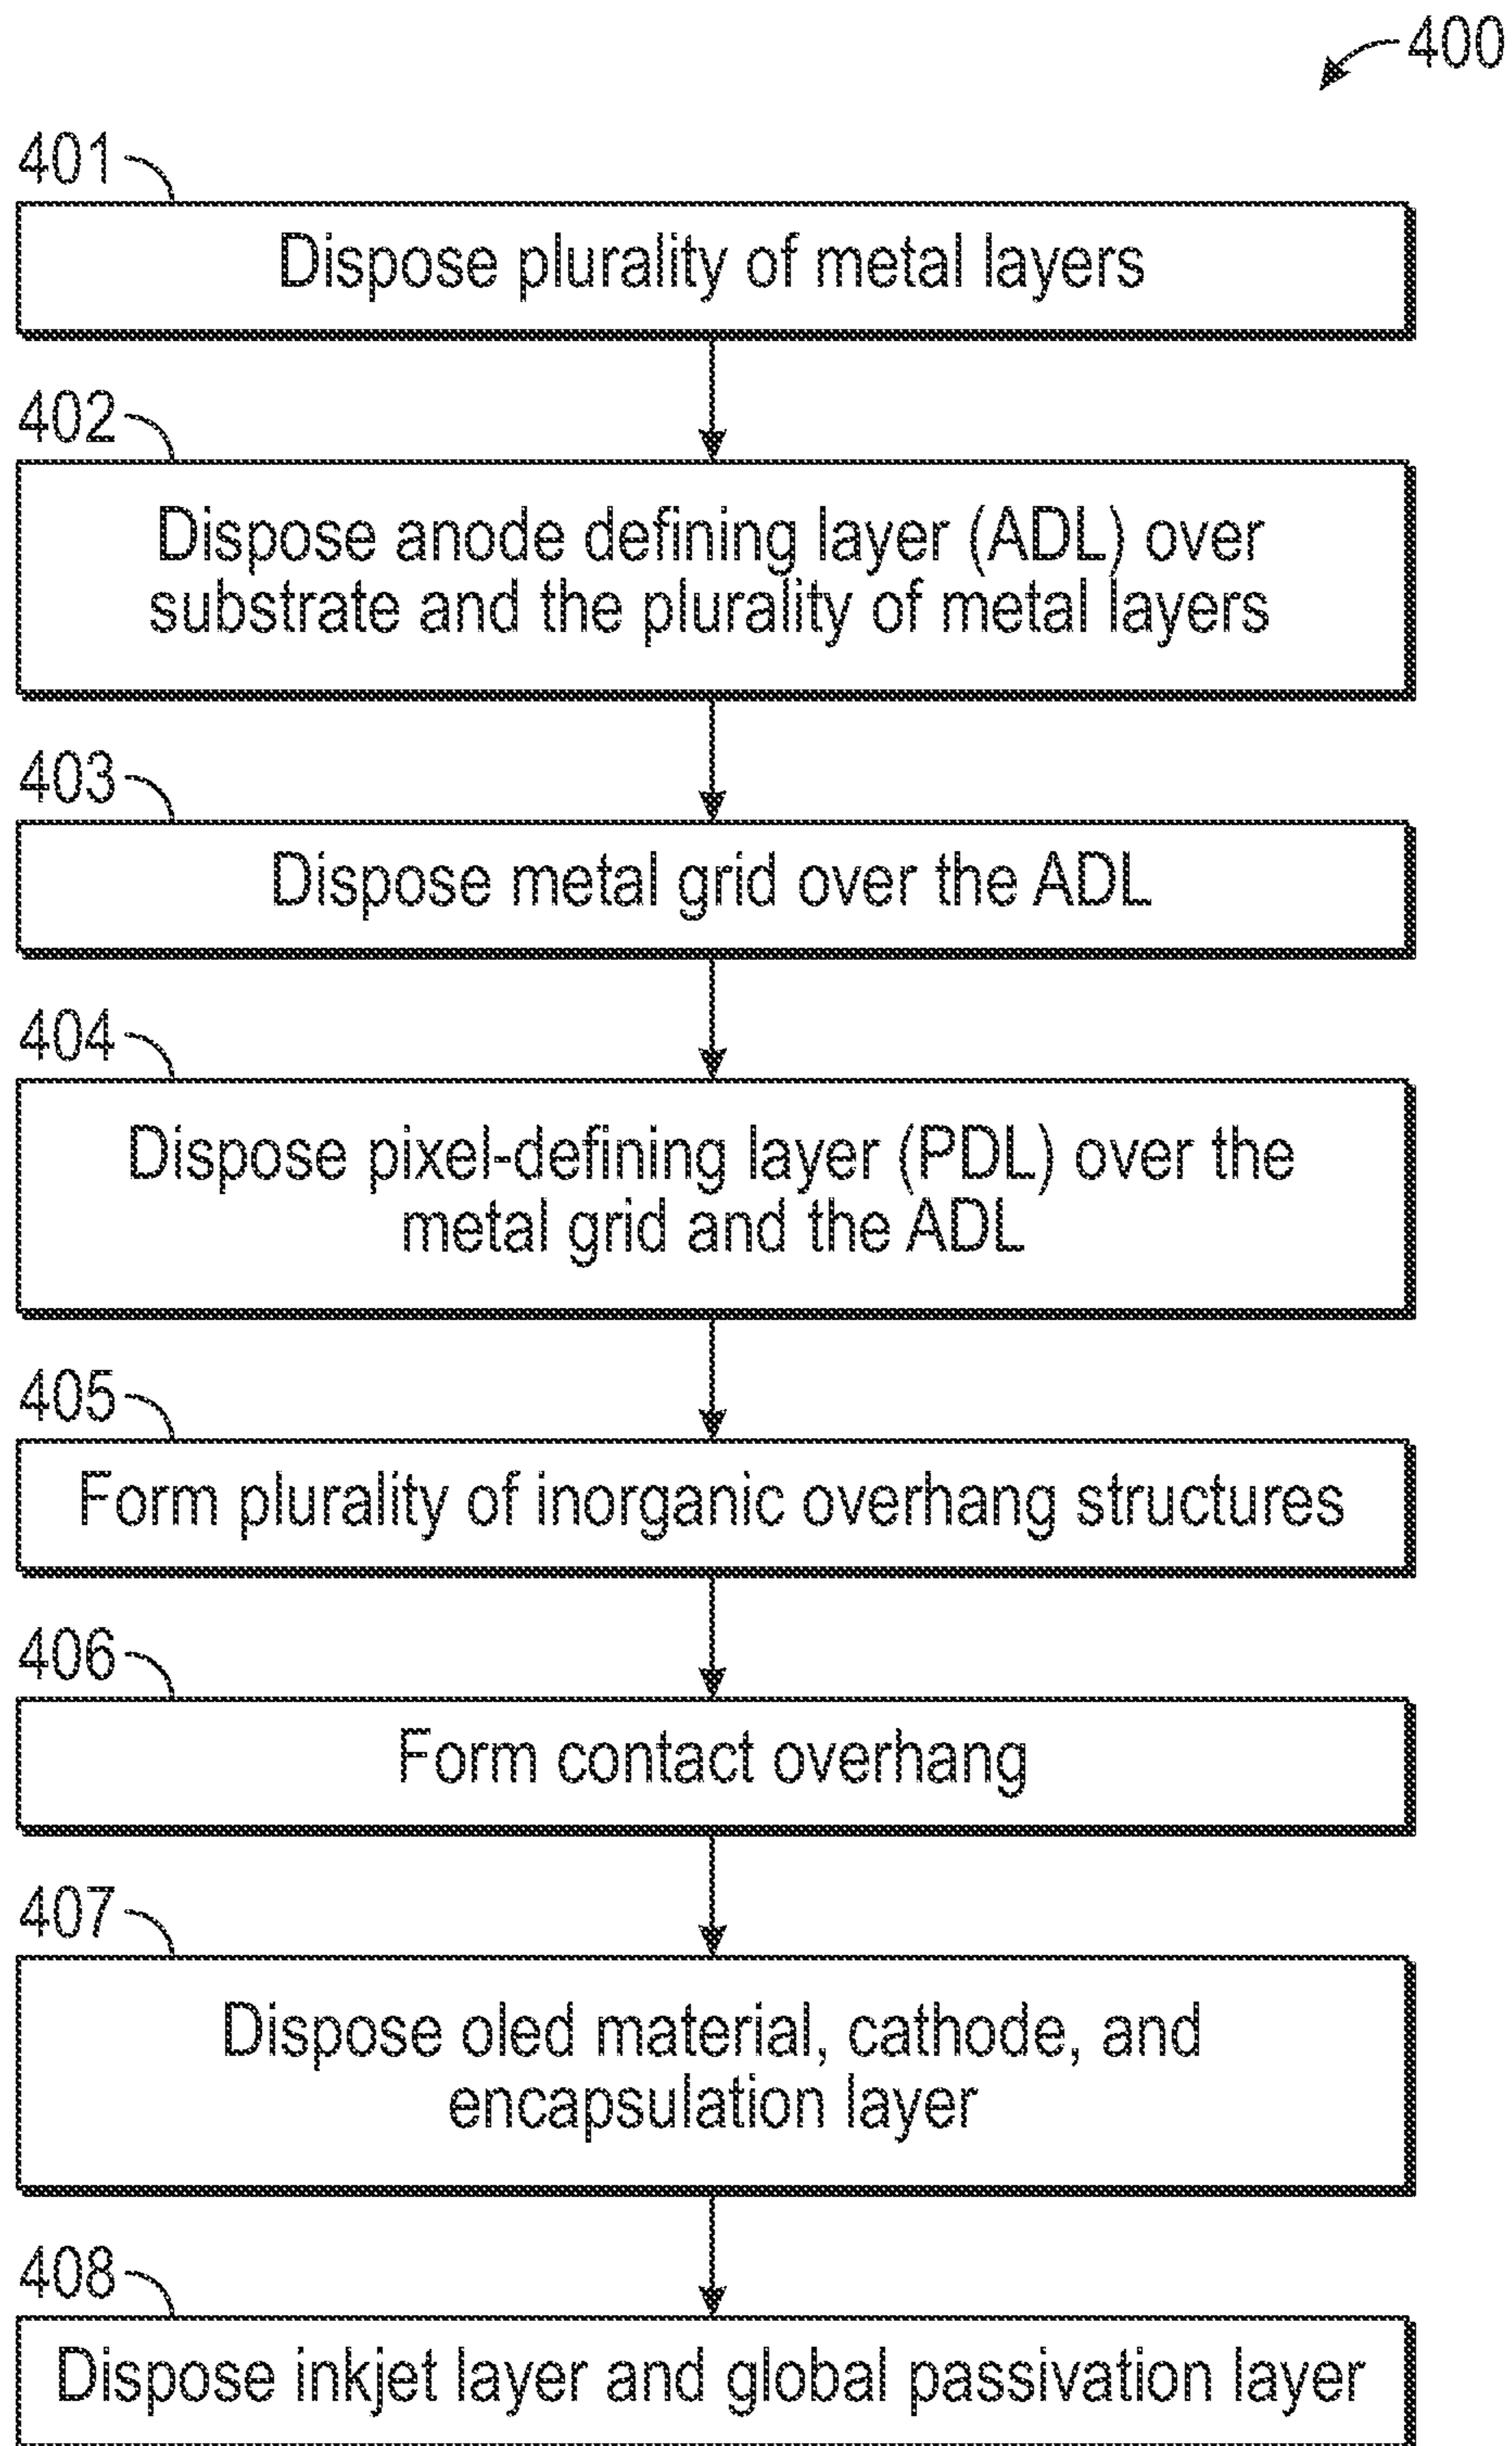 400
401
Dispose plurality of metal layers
402
Dispose anode defining layer (ADL) over
substrate and the plurality of metal layers
403
Dispose metal grid over the ADL
404
Dispose pixel-defining layer (PDL) over the
metal grid and the ADL
405
Form plurality of inorganic overhang structures
406
Form contact overhang
407
Dispose oled material, cathode, and
encapsulation layer
408
Dispose inkjet layer and global passivation layer